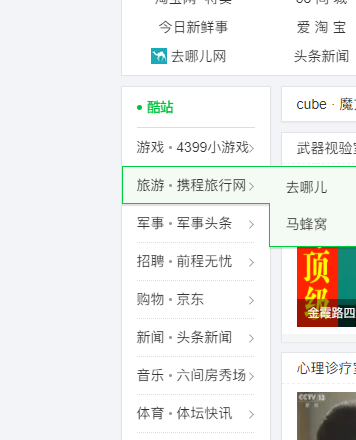 今日新鲜事
爱 淘 宝
去哪儿网
头条新闻
酷站
cube · 魔
游戏 · 4399小游戏
武器视验室
旅游 · 携程旅行网
去哪儿
军事 · 军事头条
马蜂窝
招聘 · 前程无忧
顶级
购物 · 京东
金霞路四
新闻 · 头条新闻
音乐 · 六间房秀场
心理诊疗室
体育 · 体坛快讯
CCTV 12